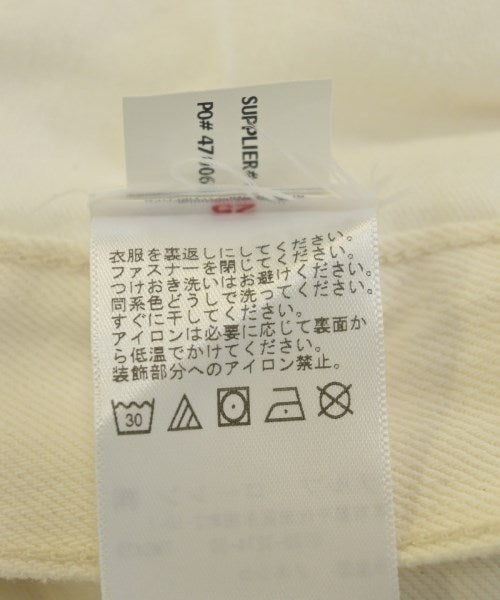 SUPPLIER#
PO#
衣服を裏返しにしてください。
ファスナーを閉じてください。
つけおき洗いはお避けください。
同系色どうしで洗ってください。
すぐに干してください。
アイロンは必要に応じて裏面か
ら低温でかけてください。
装飾部分へのアイロン禁止。
30